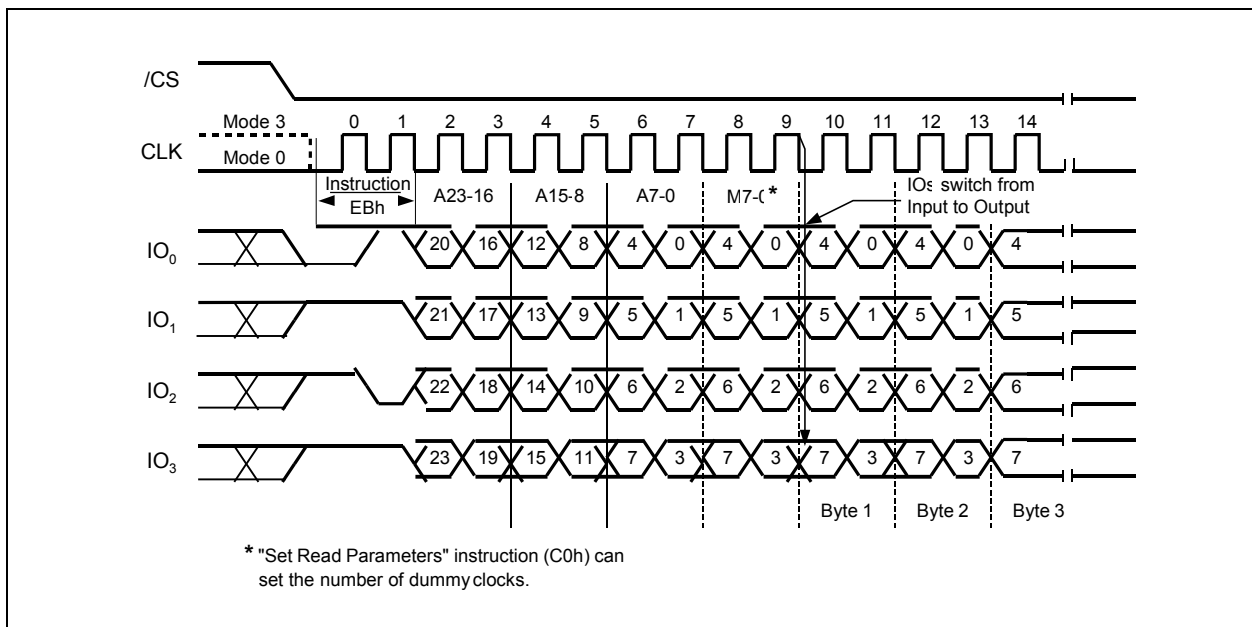 /CS
Mode 3
0 1 2 3 4 5 6 7 8 9 10 11 12 13 14
CLK
Mode 0
Instruction
EBh
A23-16
A15-8
A7-0
M7-0*
IOs switch from
Input to Output
IO0
20 16 12 8 4 0 4 0 4 0 4 0 4
IO1
21 17 13 9 5 1 5 1 5 1 5 1 5
IO2
22 18 14 10 6 2 6 2 6 2 6 2 6
IO3
23 19 15 11 7 3 7 3 7 3 7 3 7
Byte 1
Byte 2
Byte 3
* "Set Read Parameters" instruction (C0h) can
set the number of dummy clocks.